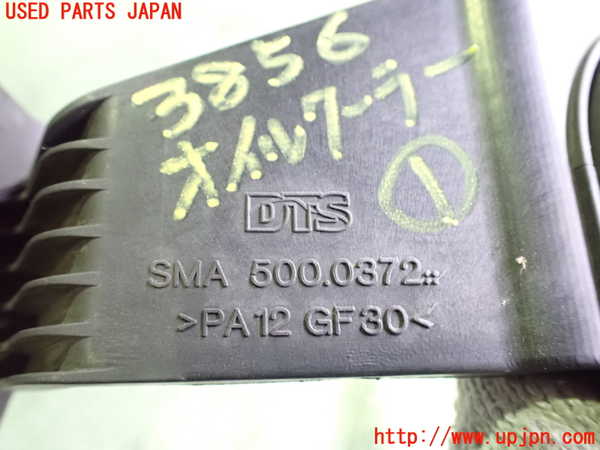 USED PARTS JAPAN
3856
オイルクーラー
1
DTS
SMA 500.0372
>PA12 GF30<
http://www.upjpn.com